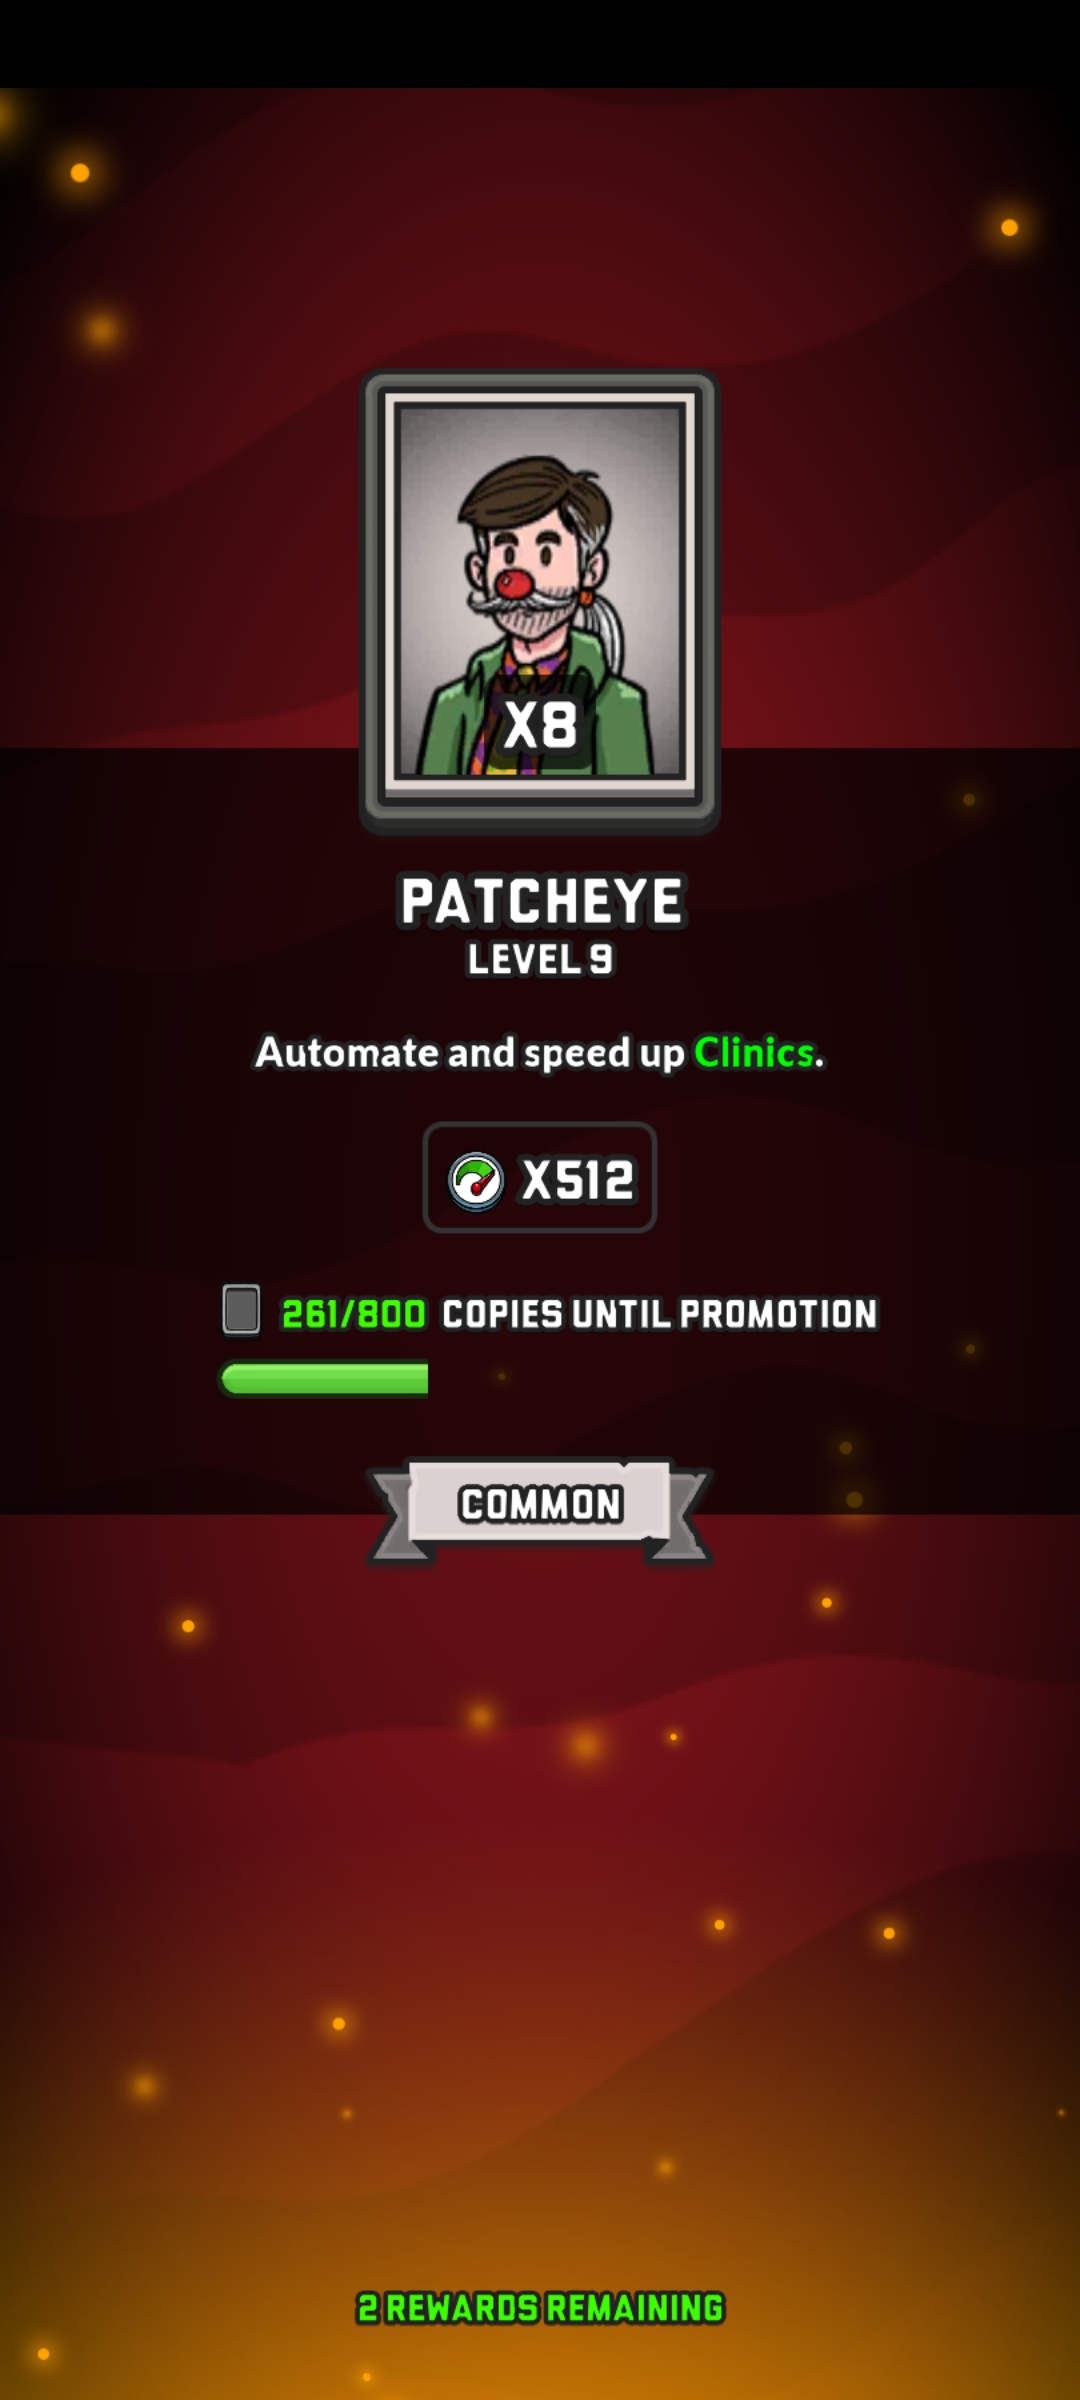 X8
PATCHEYE
LEVEL 9
Automate and speed up Clinics.
X512
261/800 COPIES UNTIL PROMOTION
COMMON
2 REWARDS REMAINING